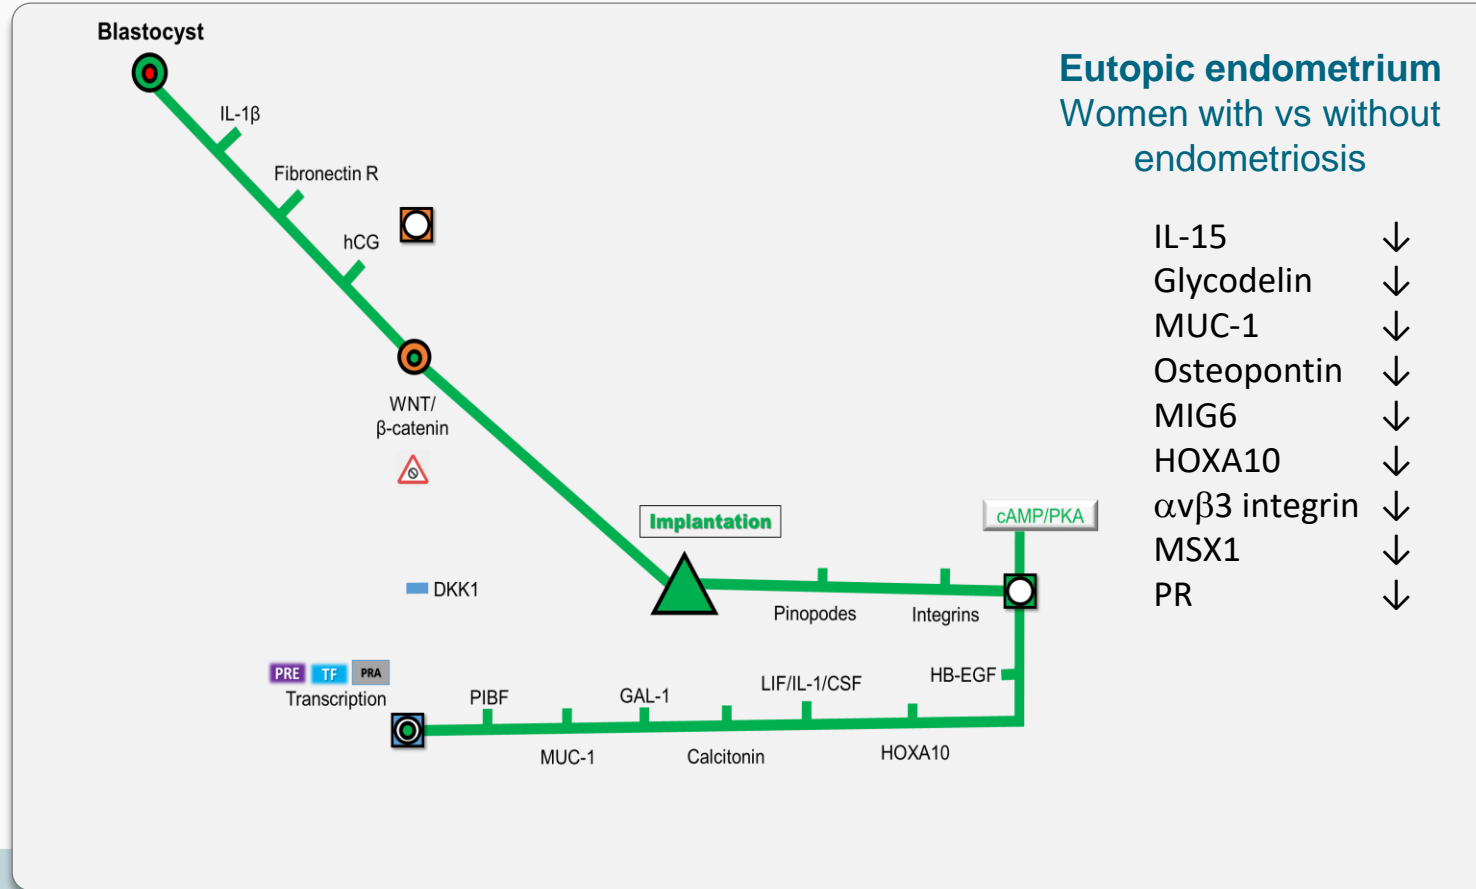 Blastocyst
IL-1β
Fibronectin R
hCG
WNT/
β-catenin
Implantation
cAMP/PKA
Pinopodes
Integrins
DKK1
HB-EGF
PRE
TF
PRA
Transcription
PIBF
GAL-1
LIF/IL-1/CSF
MUC-1
Calcitonin
HOXA10
Eutopic endometrium
Women with vs without
endometriosis
IL-15 ↓
Glycodelin ↓
MUC-1 ↓
Osteopontin ↓
MIG6 ↓
HOXA10 ↓
αvβ3 integrin ↓
MSX1 ↓
PR ↓